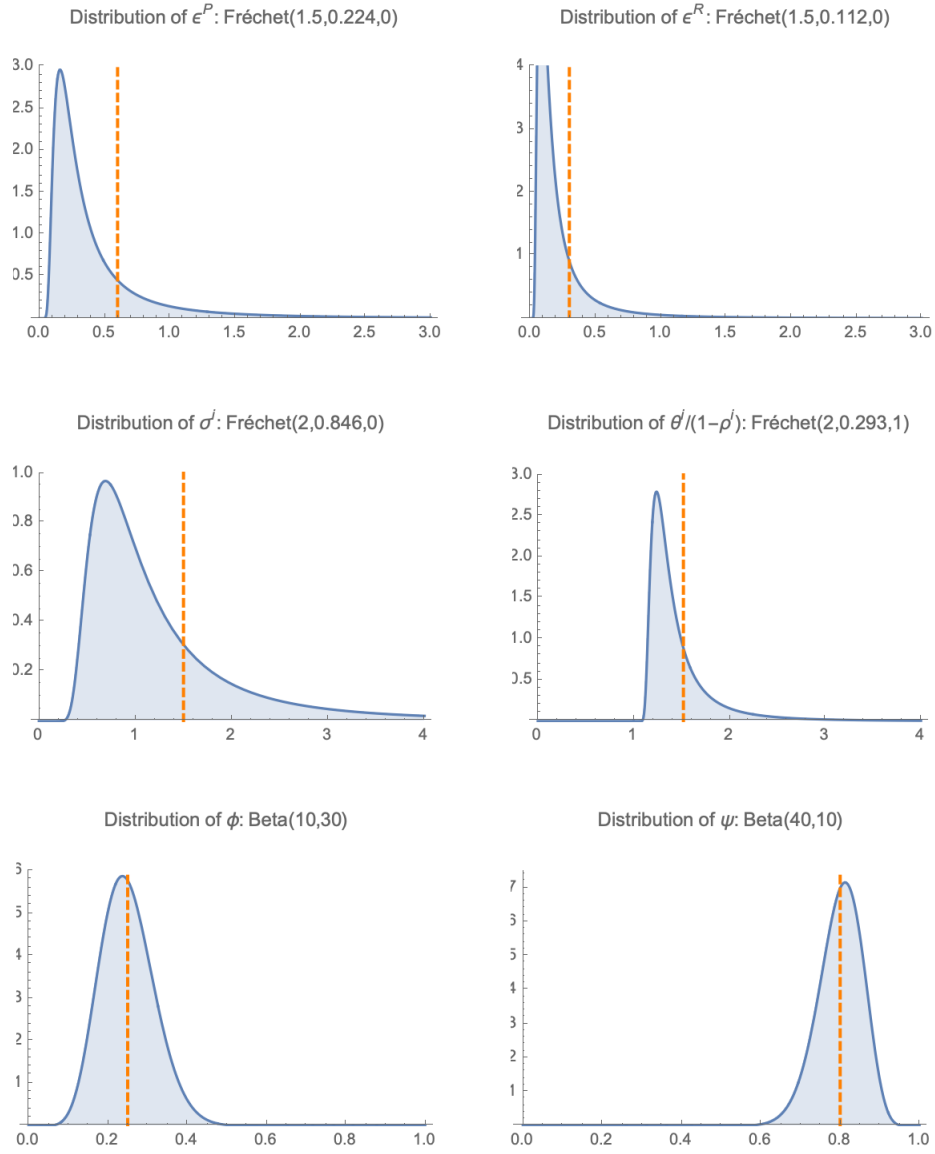 Distribution of ϵ^P: Fréchet(1.5,0.224,0)
Distribution of ϵ^R: Fréchet(1.5,0.112,0)
3.0
2.5
2.0
1.5
1.0
0.5
0.0 0.5 1.0 1.5 2.0 2.5 3.0
4
3
2
1
0.0 0.5 1.0 1.5 2.0 2.5 3.0
Distribution of σ^i: Fréchet(2,0.846,0)
Distribution of θ^i/(1−ρ^i): Fréchet(2,0.293,1)
1.0
0.8
0.6
0.4
0.2
0 1 2 3 4
3.0
2.5
2.0
1.5
1.0
0.5
0 1 2 3 4
Distribution of ϕ: Beta(10,30)
Distribution of ψ: Beta(40,10)
6
5
4
3
2
1
0.0 0.2 0.4 0.6 0.8 1.0
7
6
5
4
3
2
1
0.0 0.2 0.4 0.6 0.8 1.0